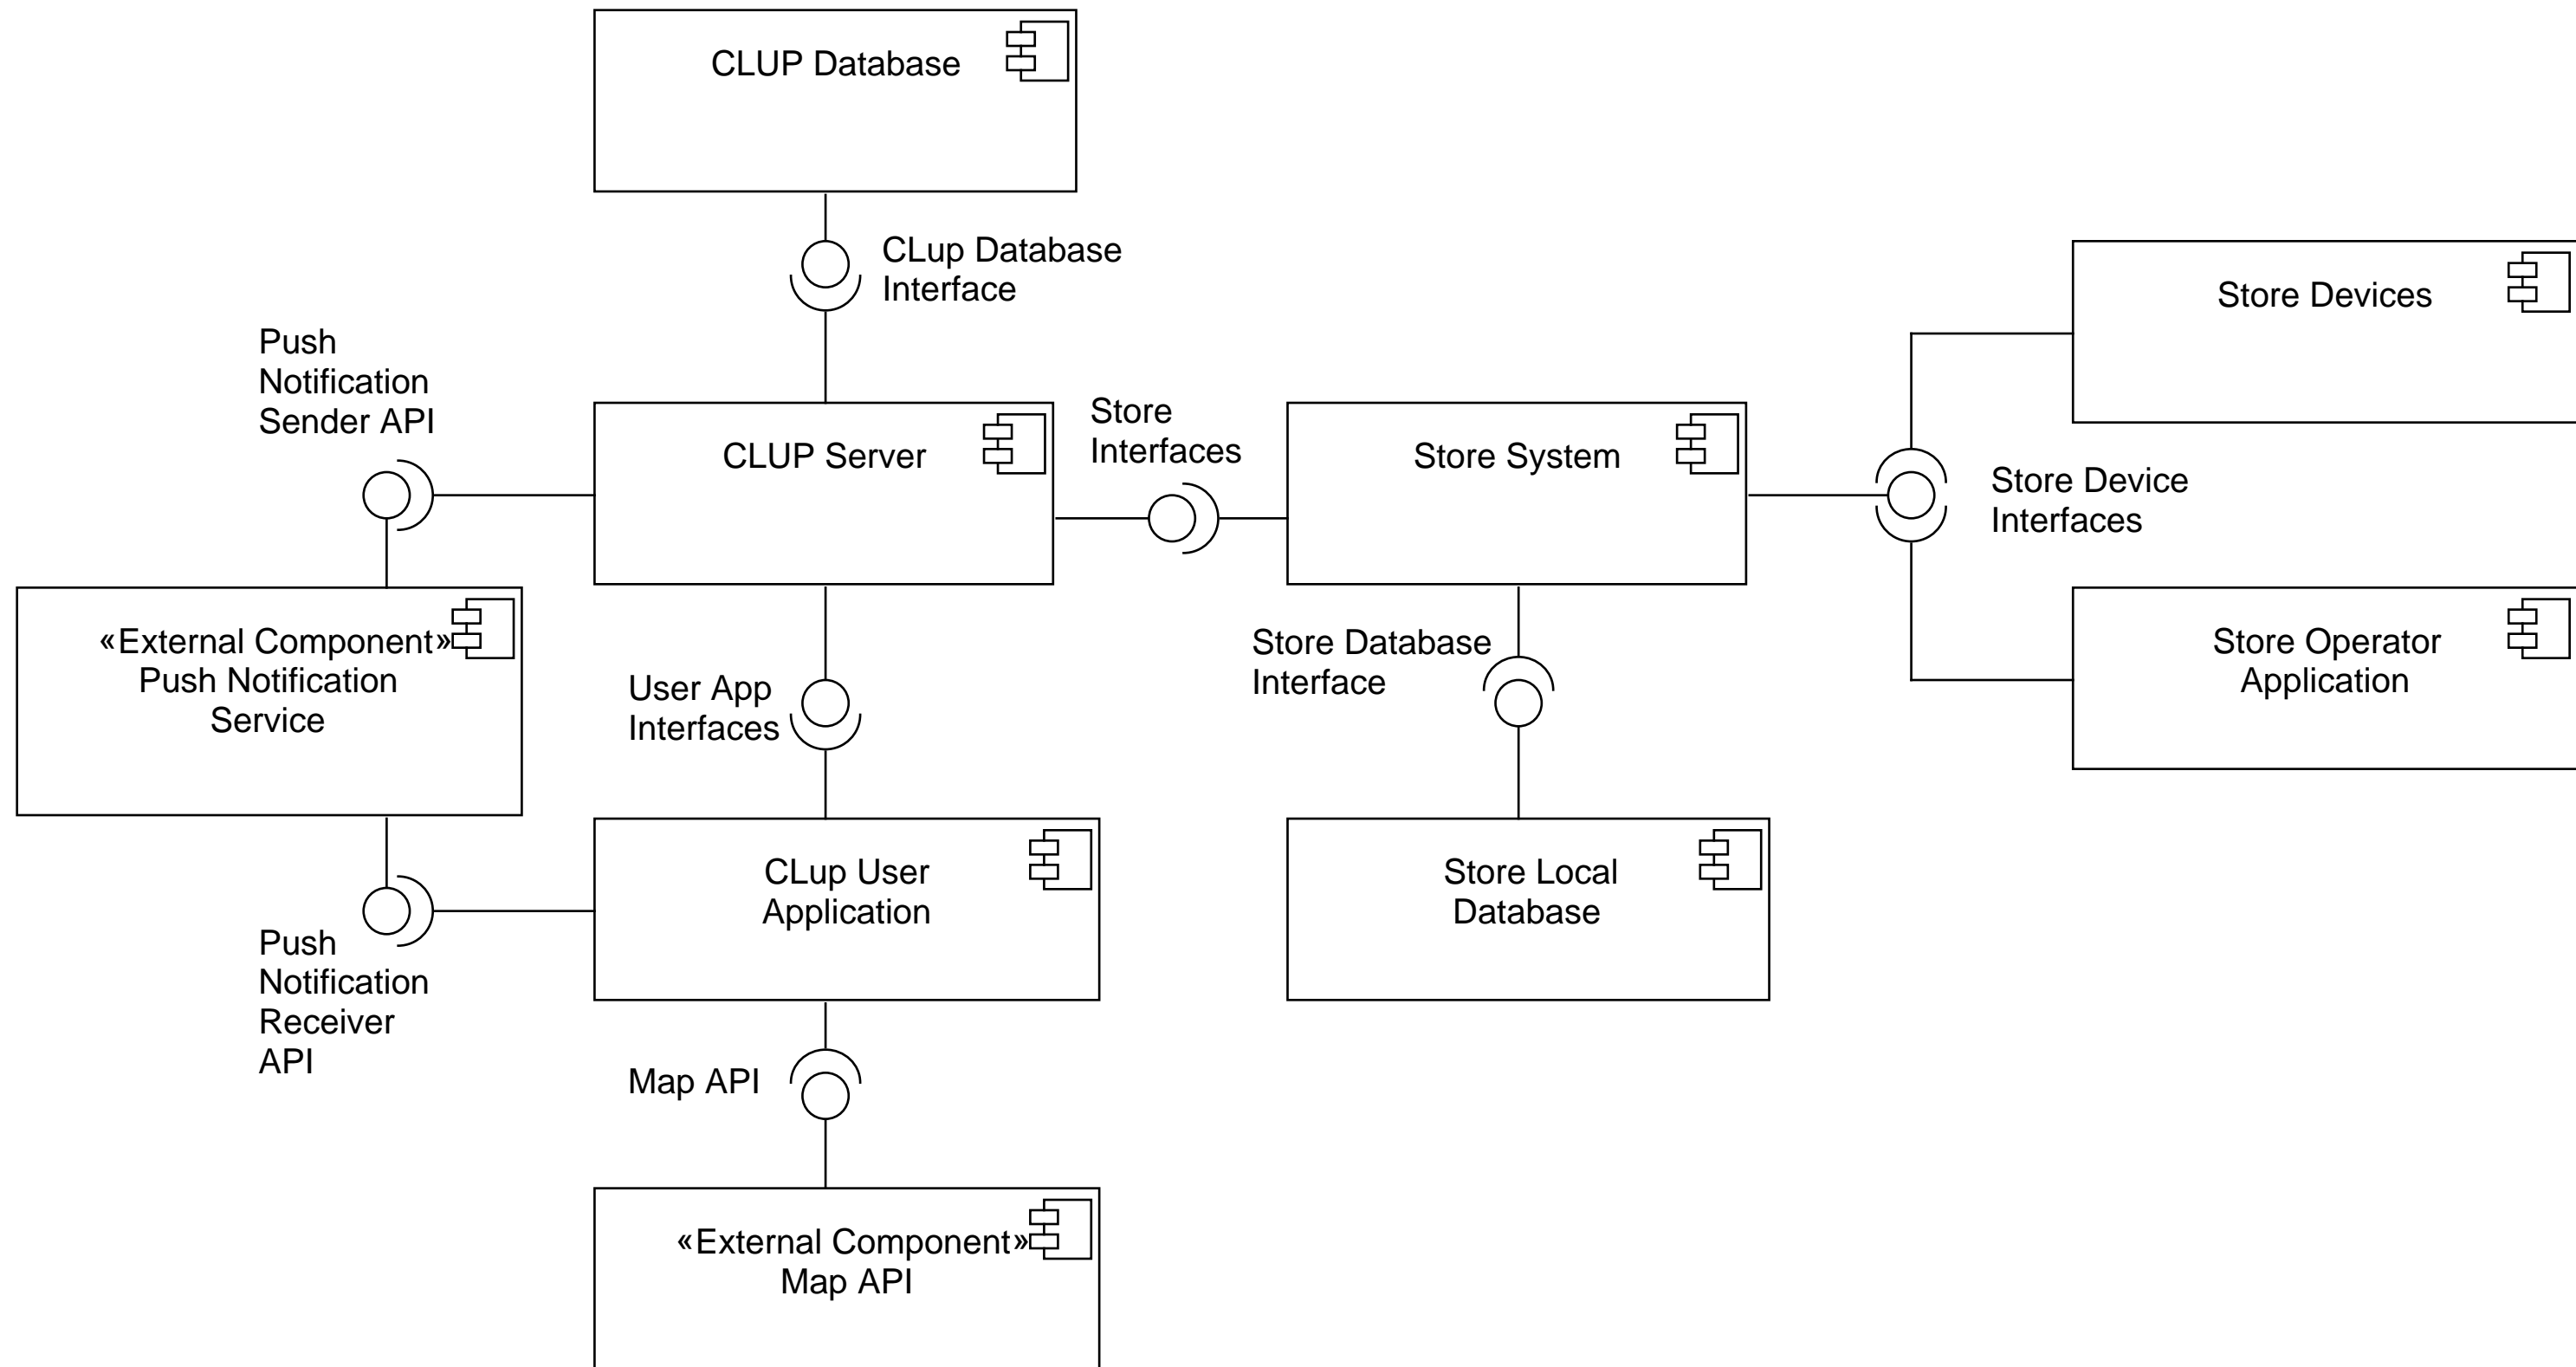 CLUP Database
CLup Database
Interface
Store Devices
Push
Notification
Sender API
CLUP Server
Store
Interfaces
Store System
Store Device
Interfaces
«External Component»
Push Notification
Service
User App
Interfaces
Store Database
Interface
Store Operator
Application
CLup User
Application
Store Local
Database
Push
Notification
Receiver
API
Map API
«External Component»
Map API